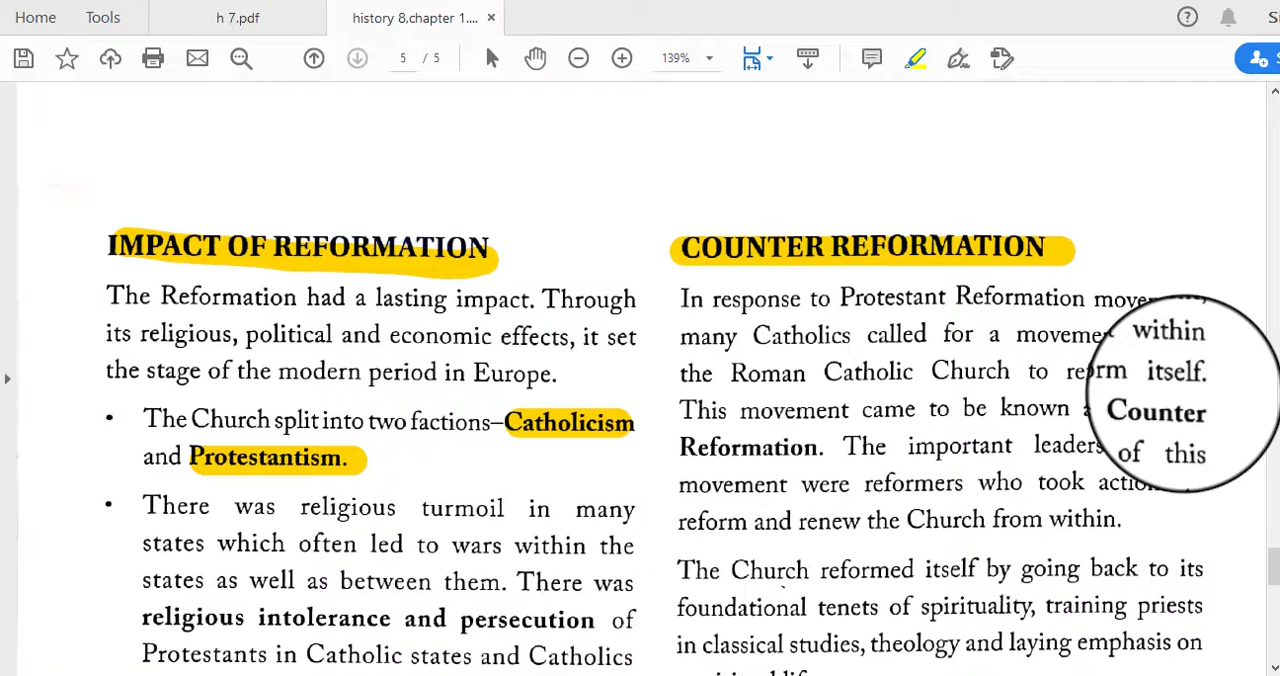 Home Tools h 7.pdf history 8,chapter 1.... ×
5 / 5 139%
IMPACT OF REFORMATION
The Reformation had a lasting impact. Through
its religious, political and economic effects, it set
the stage of the modern period in Europe.
• The Church split into two factions–Catholicism
and Protestantism.
• There was religious turmoil in many
states which often led to wars within the
states as well as between them. There was
religious intolerance and persecution of
Protestants in Catholic states and Catholics
COUNTER REFORMATION
In response to Protestant Reformation
many Catholics called for a within
the Roman Catholic Church to reform itself.
This movement came to be known Counter
Reformation. The important leaders of this
movement were reformers who took
reform and renew the Church from within.
The Church reformed itself by going back to its
foundational tenets of spirituality, training priests
in classical studies, theology and laying emphasis on